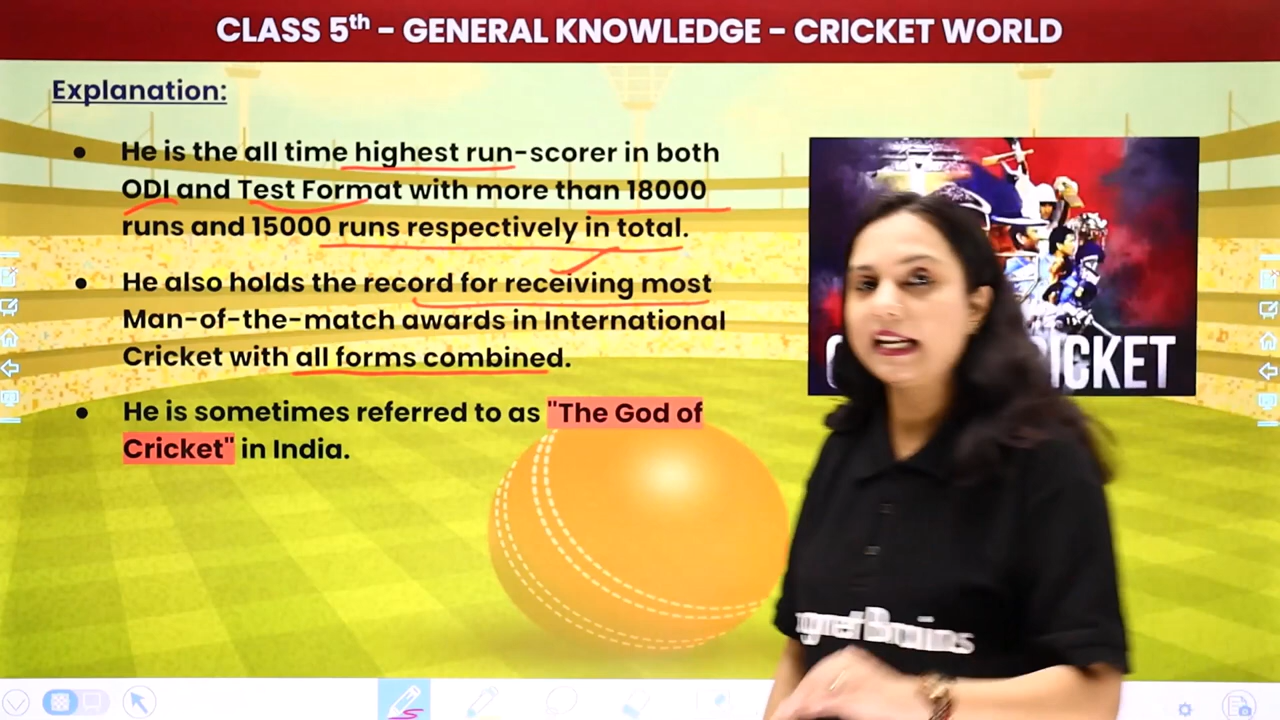 CLASS 5th – GENERAL KNOWLEDGE – CRICKET WORLD
Explanation:
• He is the all time highest run-scorer in both
ODI and Test Format with more than 18000
runs and 15000 runs respectively in total.
• He also holds the record for receiving most
Man-of-the-match awards in International
Cricket with all forms combined.
• He is sometimes referred to as "The God of
Cricket" in India.